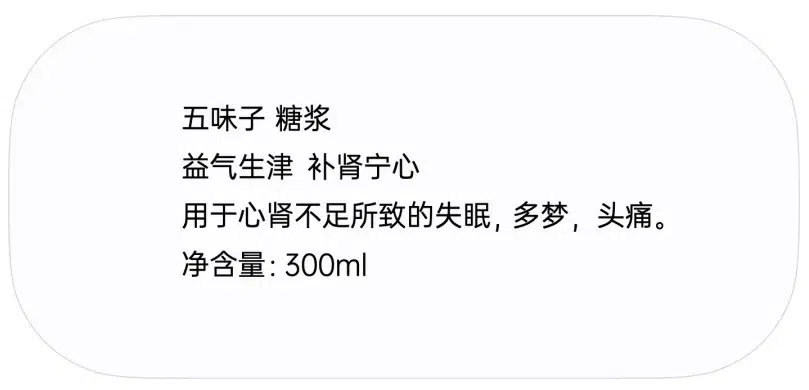 五味子 糖浆
益气生津 补肾宁心
用于心肾不足所致的失眠, 多梦, 头痛。
净含量: 300ml